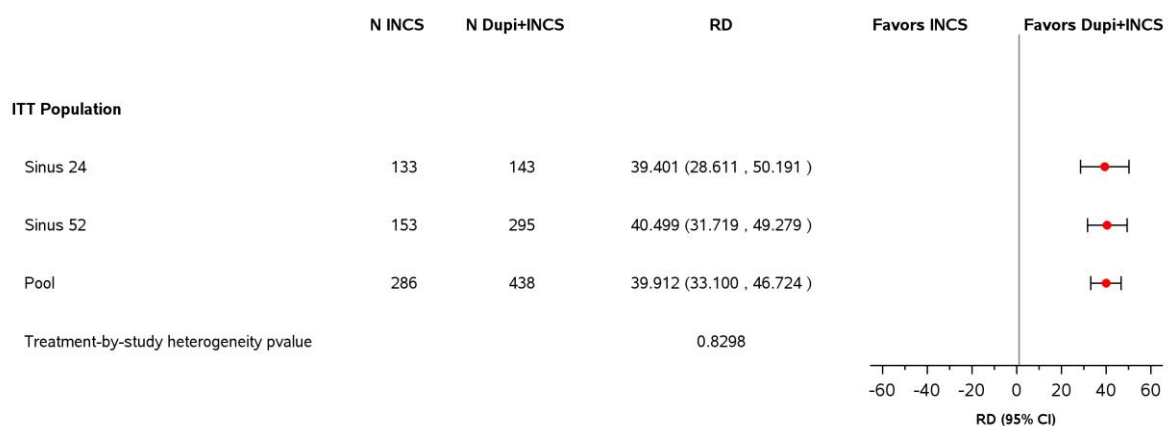 N INCS N Dupi+INCS RD Favors INCS Favors Dupi+INCS
ITT Population
Sinus 24 133 143 39.401 (28.611 , 50.191 )
Sinus 52 153 295 40.499 (31.719 , 49.279 )
Pool 286 438 39.912 (33.100 , 46.724 )
Treatment-by-study heterogeneity pvalue 0.8298
-60 -40 -20 0 20 40 60
RD (95% CI)